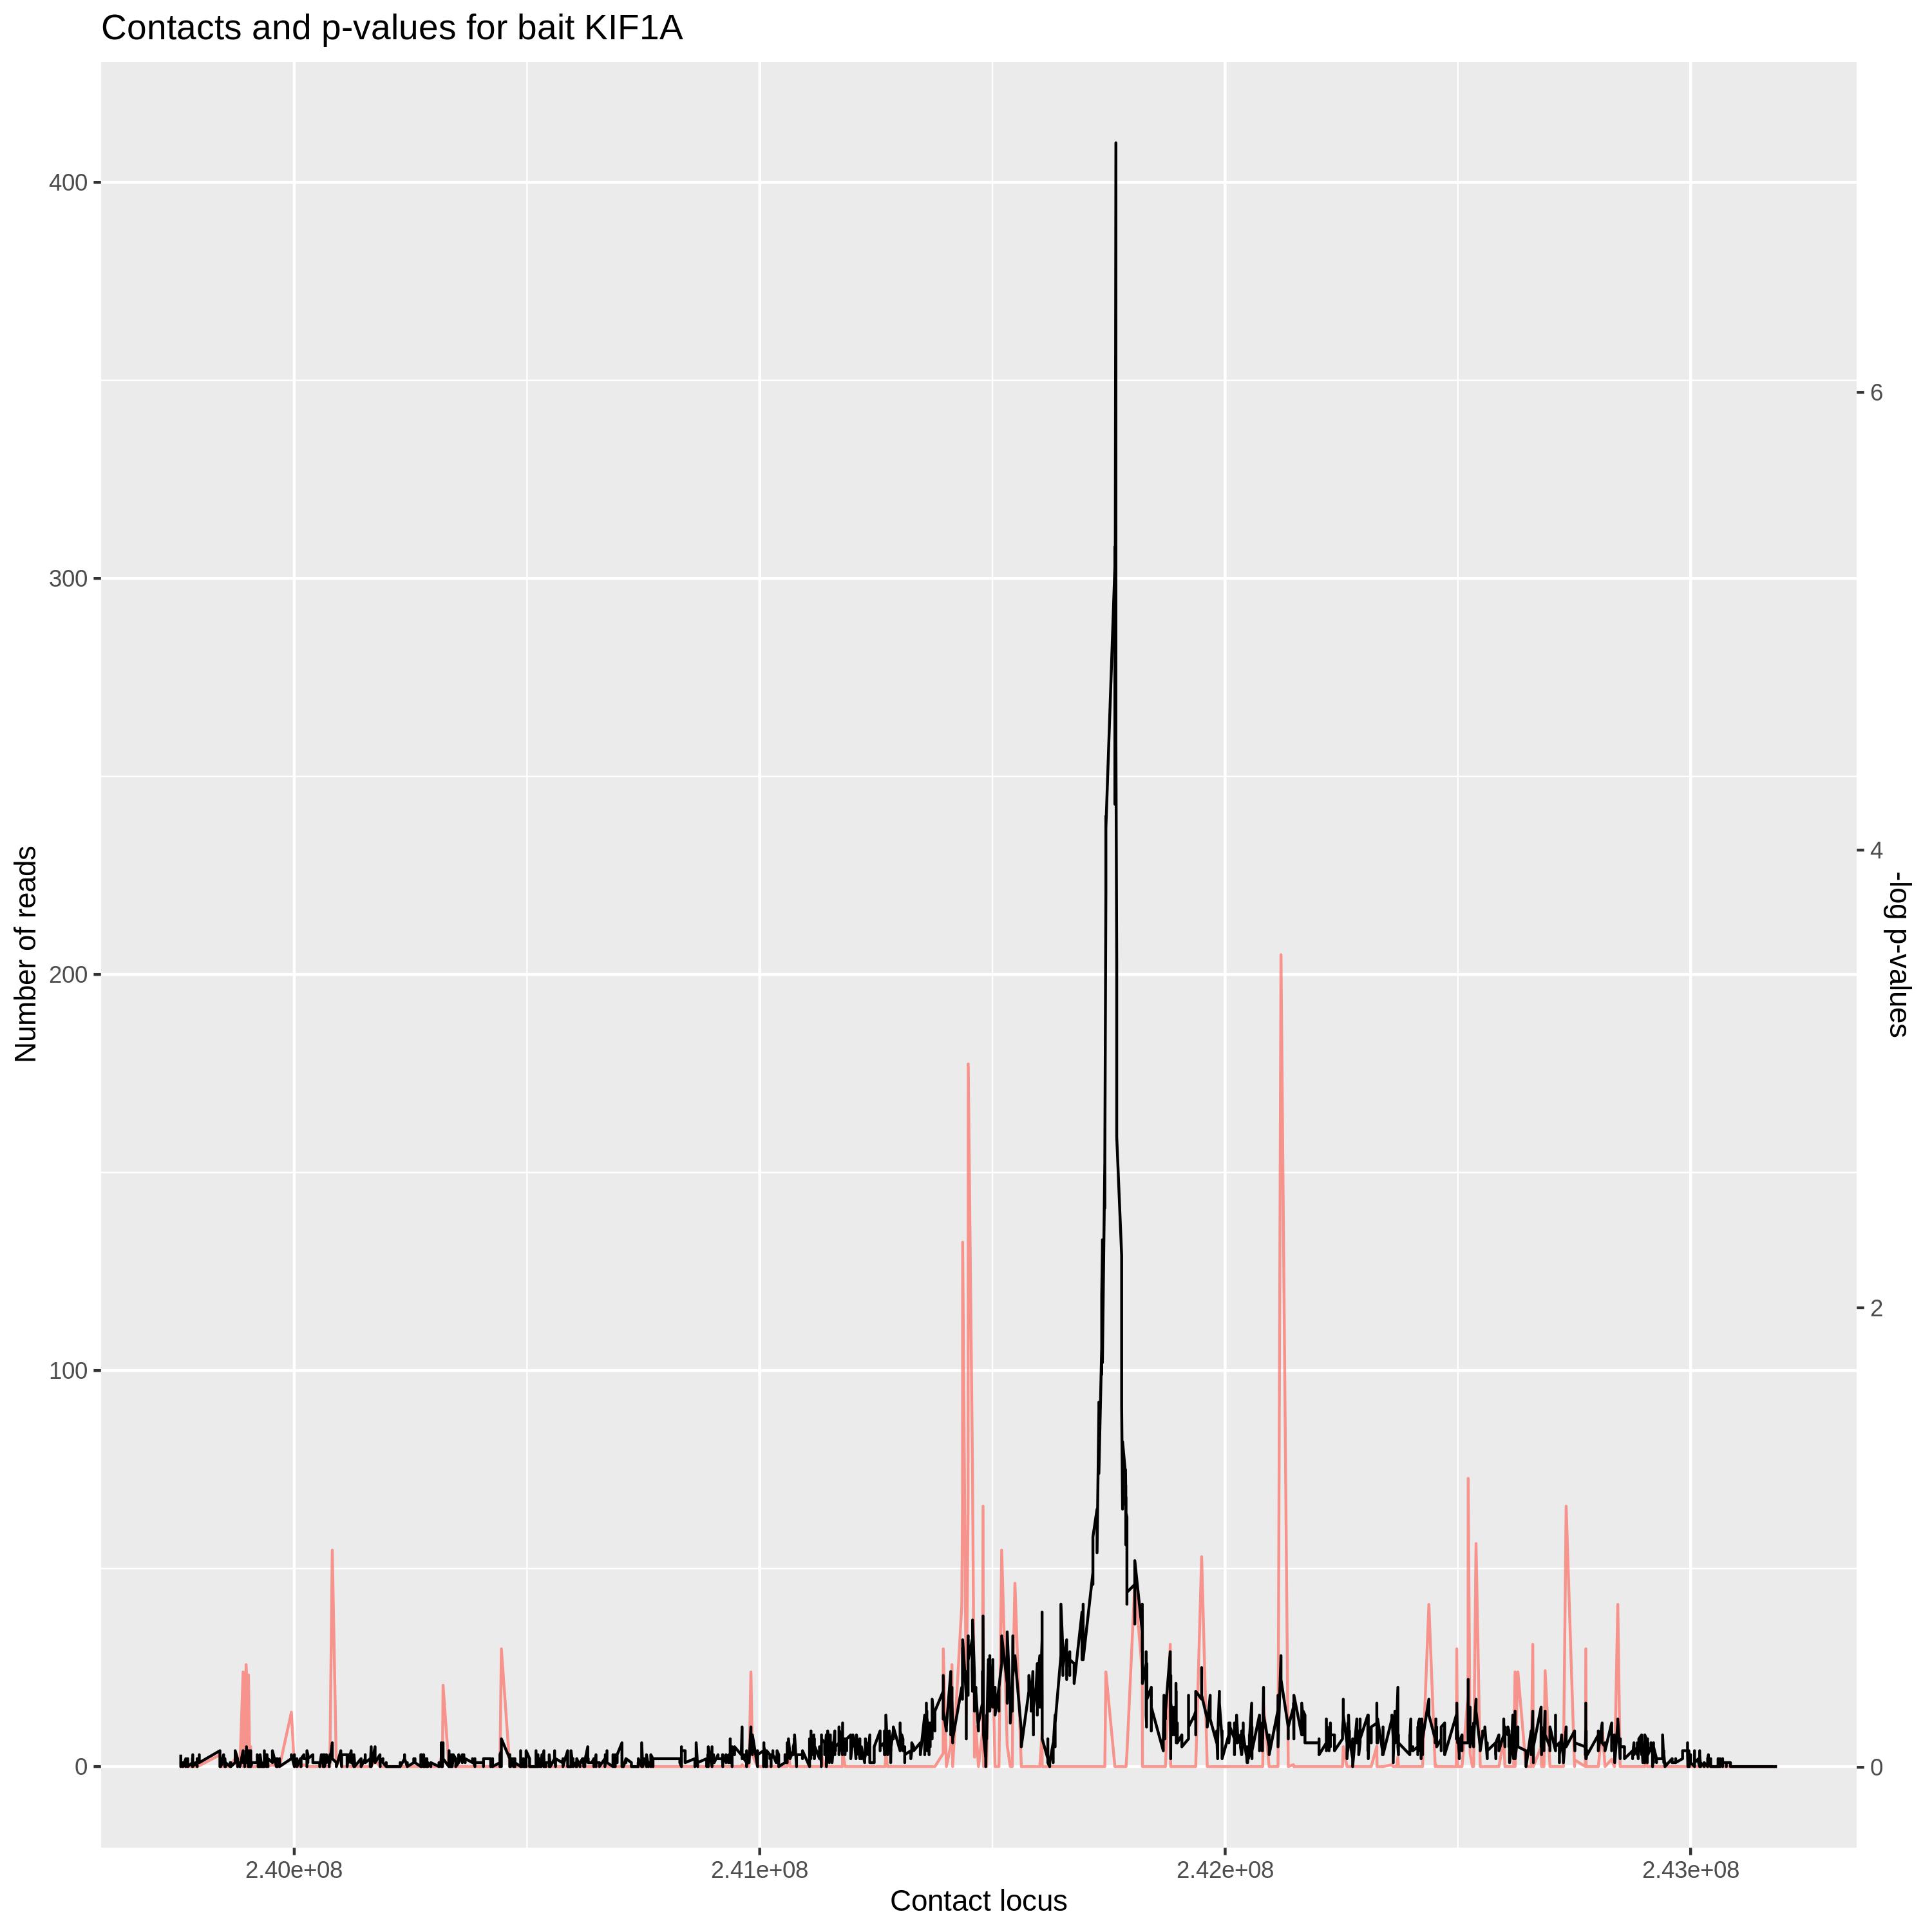 Contacts and p-values for bait KIF1A
400
300
200
100
0
Number of reads
6
4
2
0
-log p-values
2.40e+08
2.41e+08
2.42e+08
2.43e+08
Contact locus